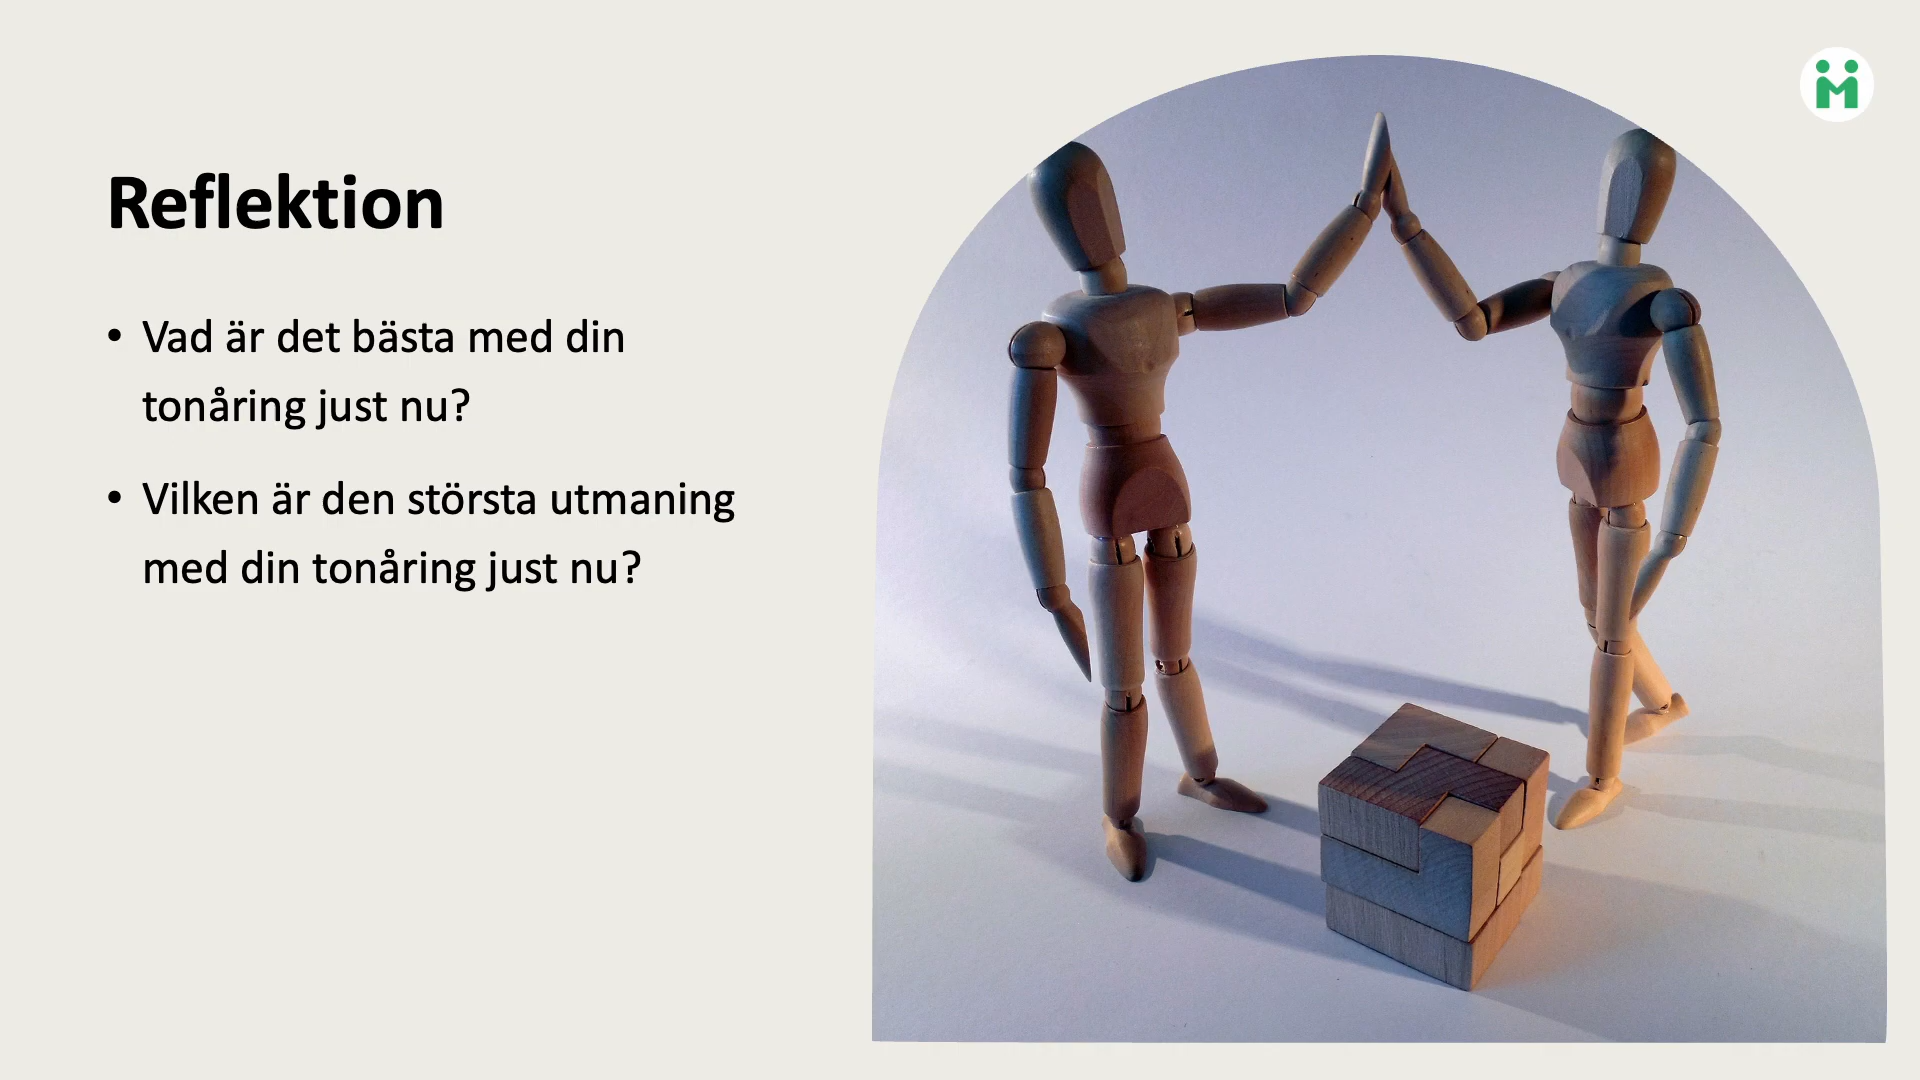 Reflektion
• Vad är det bästa med din
tonåring just nu?
• Vilken är den största utmaning
med din tonåring just nu?